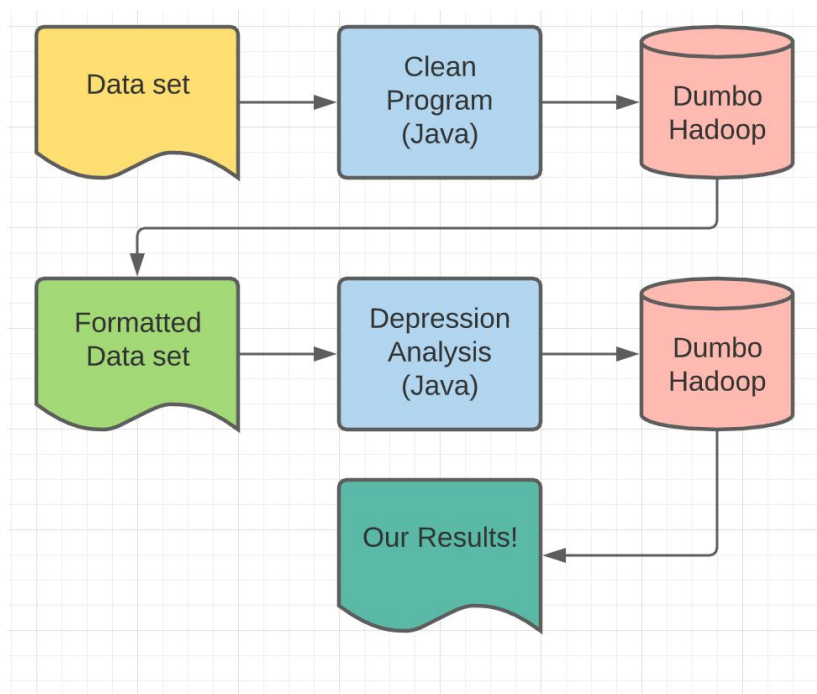 Data set
Clean
Program
(Java)
Dumbo
Hadoop
Formatted
Data set
Depression
Analysis
(Java)
Dumbo
Hadoop
Our Results!